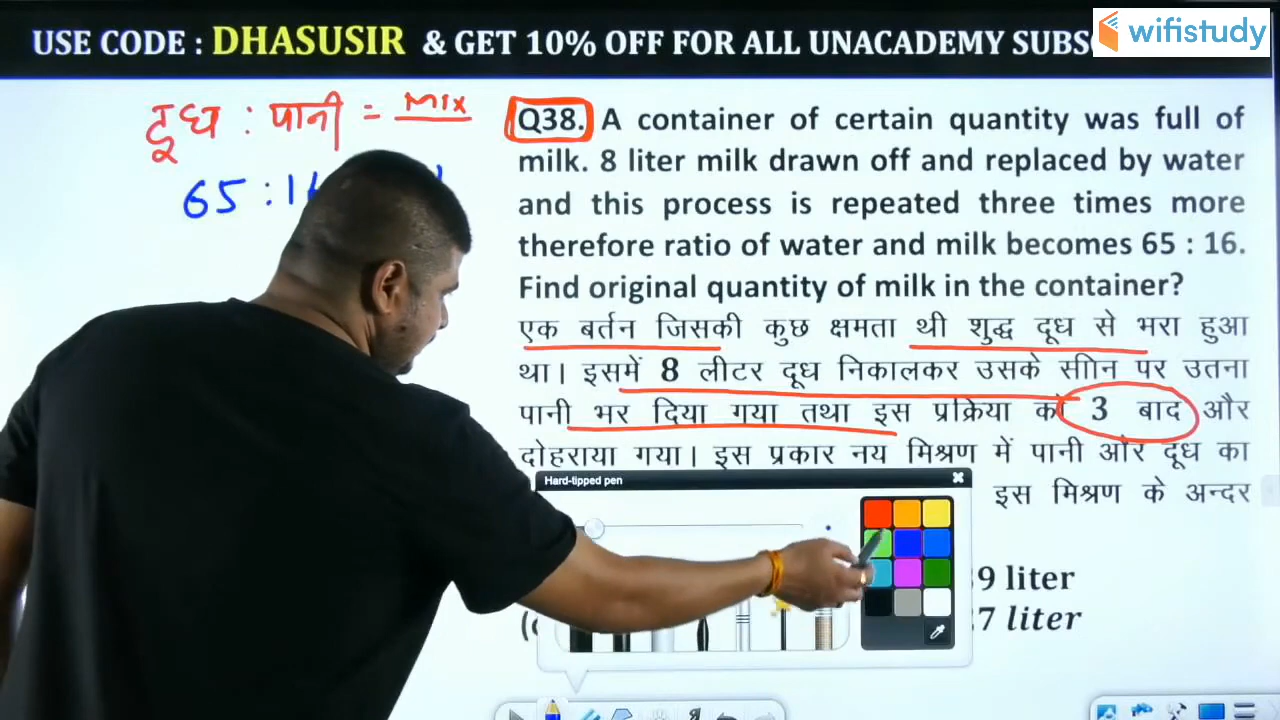 USE CODE : DHASUSIR & GET 10% OFF FOR ALL UNACADEMY SUBS
wifistudy
दूध : पानी = Mix
65 : 16
Q38. A container of certain quantity was full of
milk. 8 liter milk drawn off and replaced by water
and this process is repeated three times more
therefore ratio of water and milk becomes 65 : 16.
Find original quantity of milk in the container?
एक बर्तन जिसकी कुछ क्षमता थी शुद्ध दूध से भरा हुआ
था। इसमें 8 लीटर दूध निकालकर उसके सीान पर उतना
पानी भर दिया गया तथा इस प्रक्रिया को 3 बाद और
दोहराया गया। इस प्रकार नय मिश्रण में पानी और दूध का
Hard-tipped pen
इस मिश्रण के अन्दर
9 liter
7 liter